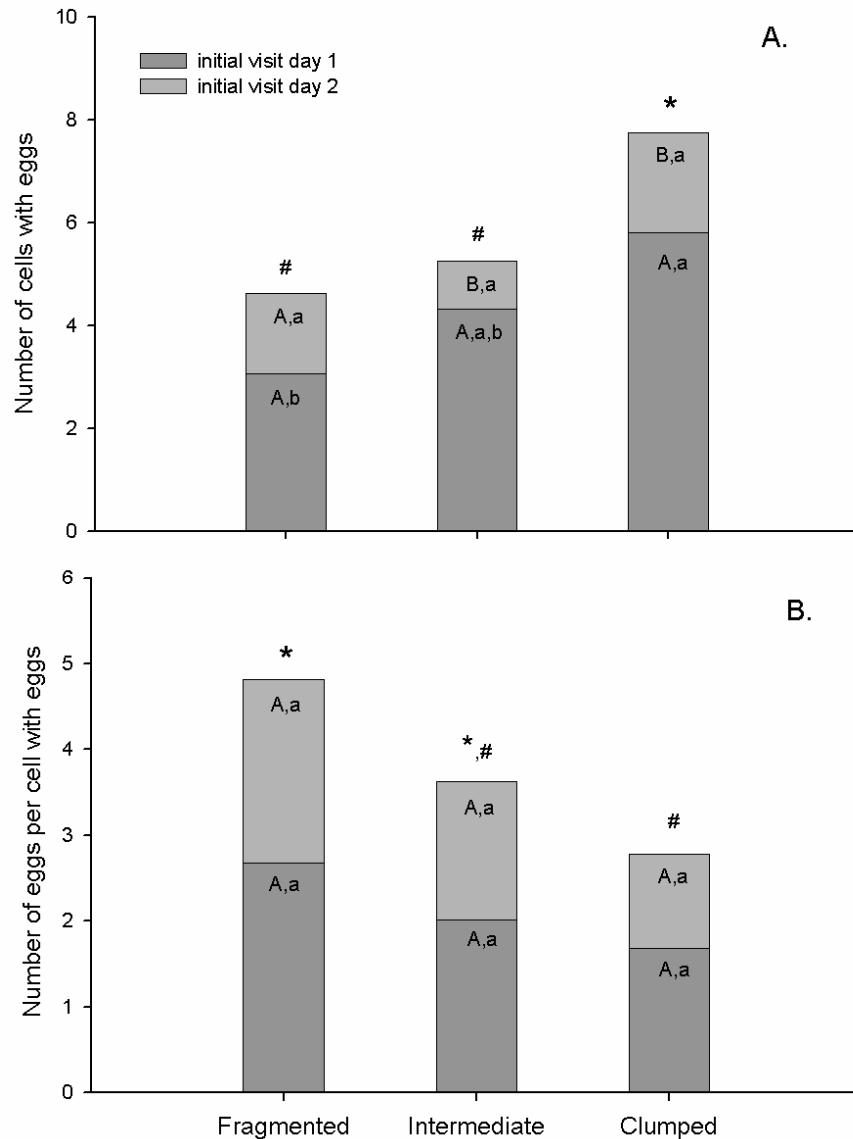 10
A.
initial visit day 1
initial visit day 2
*
8
B,a
Number of cells with eggs
6
#
#
A,a
B,a
A,a
4
A,a,b
A,b
2
0
6
B.
5
*
A,a
*,#
4
A,a
#
Number of eggs per cell with eggs
3
A,a
A,a
2
A,a
A,a
1
0
Fragmented Intermediate Clumped